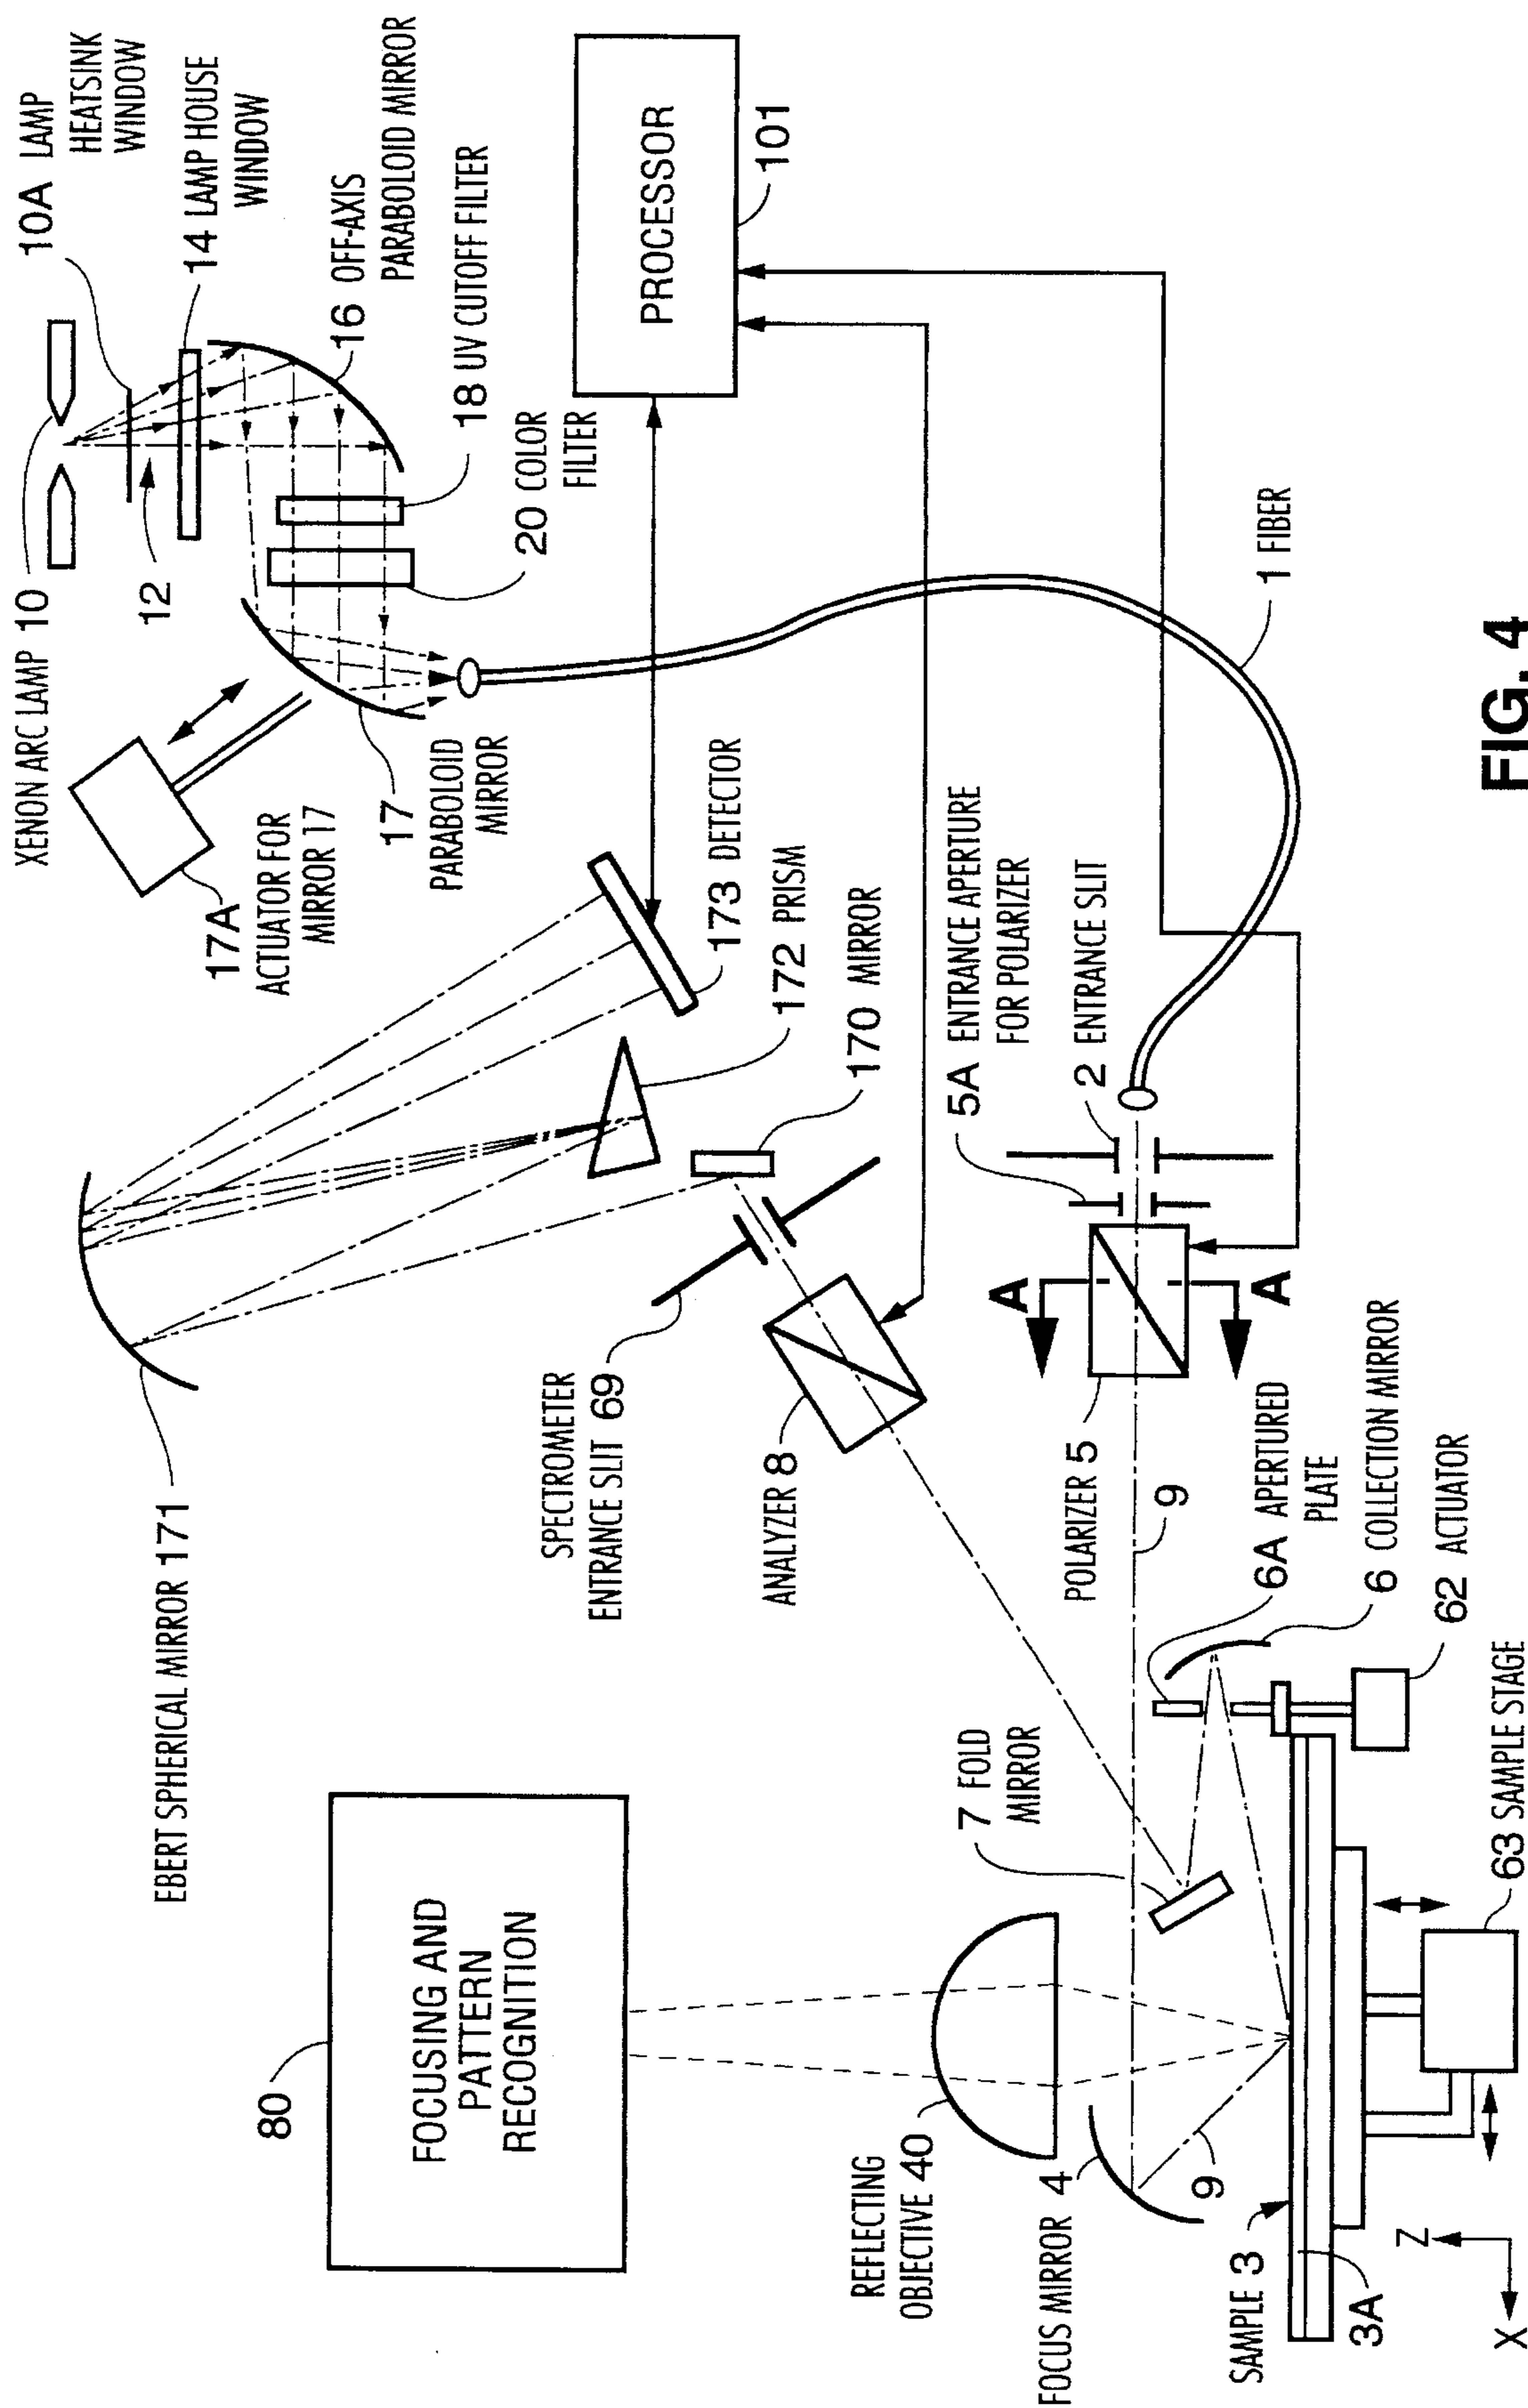 XENON ARC LAMP 10
10A LAMP
HEATSINK
WINDOW
12
14 LAMP HOUSE
WINDOW
16 OFF-AXIS
PARABOLOID MIRROR
18 UV CUTOFF FILTER
20 COLOR
FILTER
17A
ACTUATOR FOR
MIRROR 17
17
PARABOLOID
MIRROR
PROCESSOR
101
173 DETECTOR
172 PRISM
170 MIRROR
EBERT SPHERICAL MIRROR 171
SPECTROMETER
ENTRANCE SLIT 69
ANALYZER 8
5A ENTRANCE APERTURE
FOR POLARIZER
2 ENTRANCE SLIT
1 FIBER
A
A
POLARIZER 5
9
6A APERTURED
PLATE
6 COLLECTION MIRROR
62 ACTUATOR
7 FOLD
MIRROR
63 SAMPLE STAGE
80
FOCUSING AND
PATTERN
RECOGNITION
REFLECTING
OBJECTIVE 40
FOCUS MIRROR 4
9
SAMPLE 3
3A
Z
X
FIG. 4